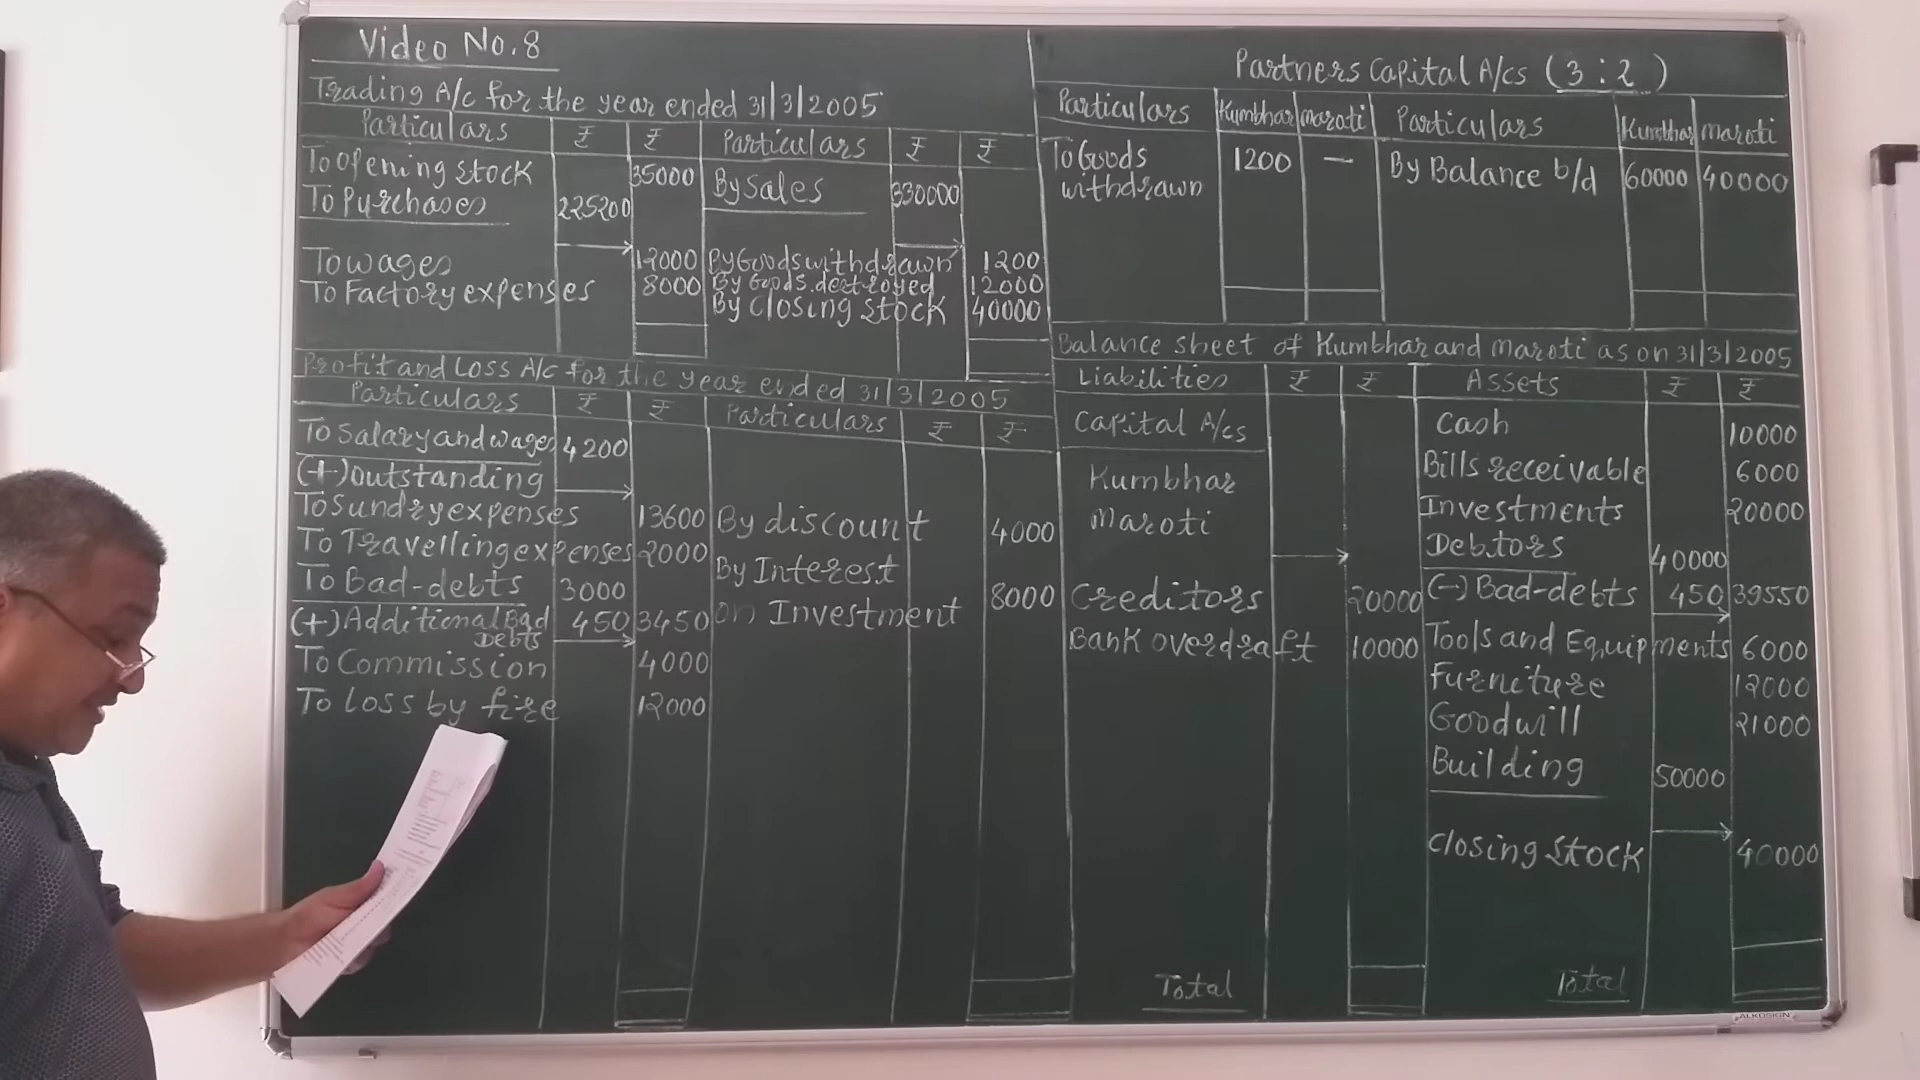 Video No. 8
Trading A/c for the year ended 31/3/2005
Particulars ₹ ₹ Particulars ₹ ₹
To Opening Stock 35000 By Sales 330000
To Purchases 225200
To wages 12000 By Goods withdrawn 1200
To Factory expenses 8000 By Goods destroyed 12000
By Closing Stock 40000
Profit and Loss A/c for the year ended 31/3/2005
Particulars ₹ ₹ Particulars ₹ ₹
To Salary and wages 4200
(+) Outstanding
To Sundry expenses 13600 By discount 4000
To Travelling expenses 2000 By Interest
To Bad-debts 3000
(+) Additional Bad 450 3450 on Investment 8000
Debts
To Commission 4000
To Loss by fire 12000
Partners Capital A/cs (3 : 2)
Particulars Kumbhar maroti Particulars Kumbhar maroti
To Goods 1200 — By Balance b/d 60000 40000
withdrawn
Balance sheet of Kumbhar and Maroti as on 31/3/2005
Liabilities ₹ ₹ Assets ₹ ₹
Capital A/cs Cash 10000
Kumbhar Bills receivable 6000
Maroti Investments 20000
Debtors 40000
Creditors 20000 (-) Bad-debts 450 39550
Bank overdraft 10000 Tools and Equipments 6000
Furniture 12000
Goodwill 21000
Building 50000
Closing Stock 40000
Total Total
ALKOSIGN